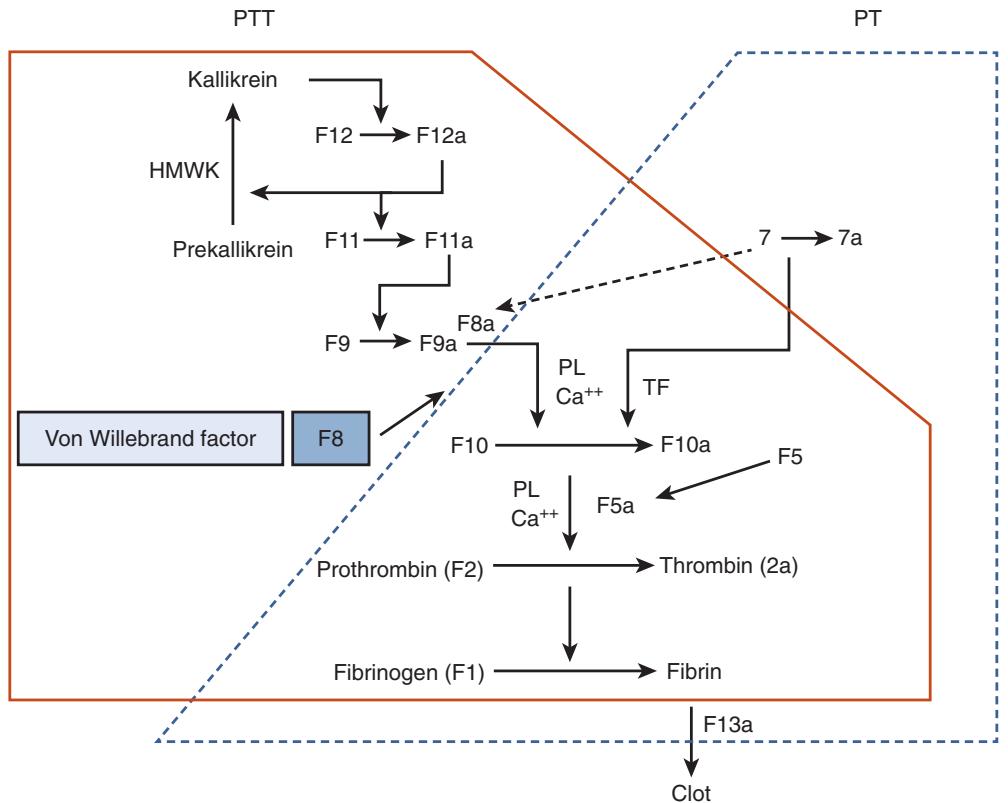 PTT
PT
Kallikrein
F12
F12a
HMWK
Prekallikrein
F11
F11a
7
7a
F8a
F9
F9a
PL
Ca++
TF
Von Willebrand factor
F8
F10
F10a
F5
PL
Ca++
F5a
Prothrombin (F2)
Thrombin (2a)
Fibrinogen (F1)
Fibrin
F13a
Clot